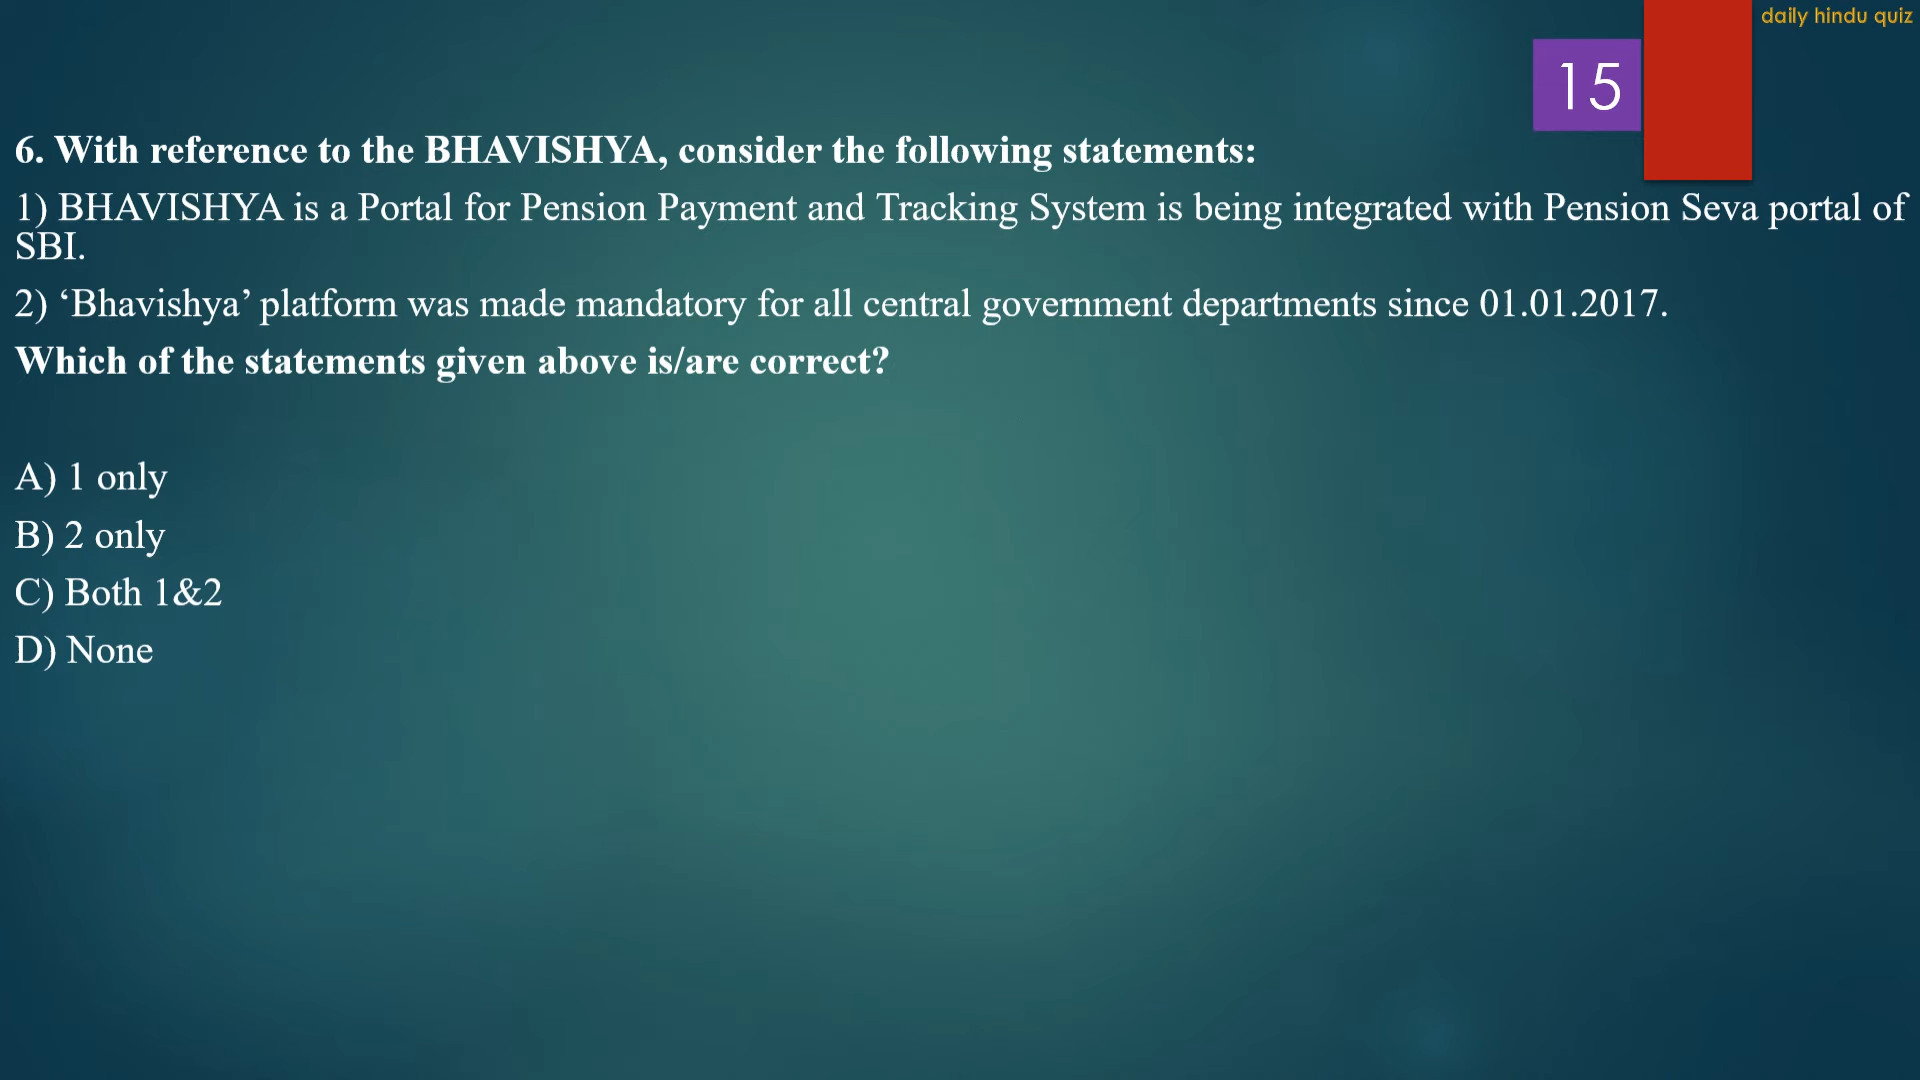 daily hindu quiz
15
6. With reference to the BHAVISHYA, consider the following statements:
1) BHAVISHYA is a Portal for Pension Payment and Tracking System is being integrated with Pension Seva portal of
SBI.
2) ‘Bhavishya’ platform was made mandatory for all central government departments since 01.01.2017.
Which of the statements given above is/are correct?
A) 1 only
B) 2 only
C) Both 1&2
D) None